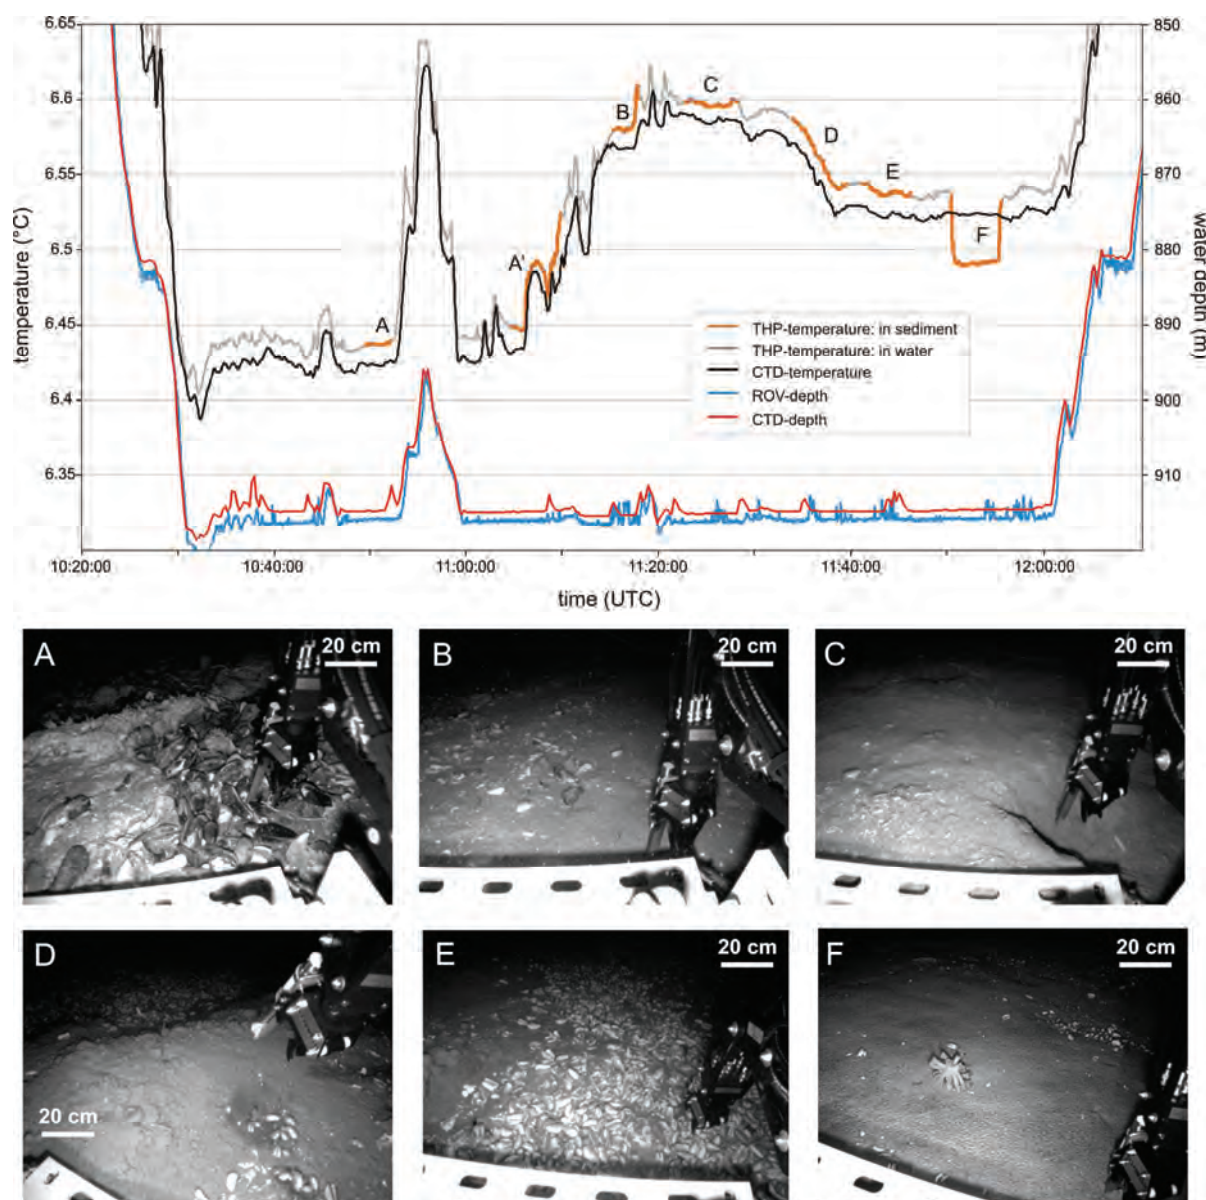 6.65
6.6
6.55
6.5
6.45
6.4
6.35
temperature (°C)
850
860
870
880
890
900
910
water depth (m)
A
A'
B
C
D
E
F
THP-temperature: in sediment
THP-temperature: in water
CTD-temperature
ROV-depth
CTD-depth
10:20:00
10:40:00
11:00:00
11:20:00
11:40:00
12:00:00
time (UTC)
A
20 cm
B
20 cm
C
20 cm
D
20 cm
E
20 cm
F
20 cm